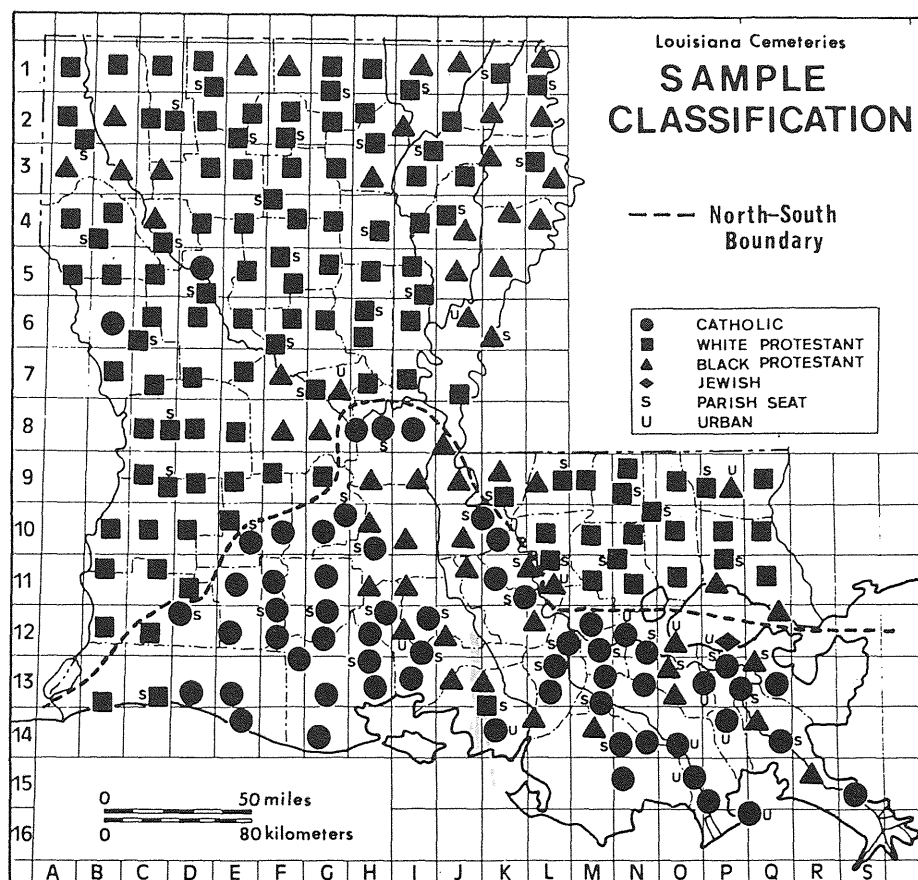 Louisiana Cemeteries
SAMPLE
CLASSIFICATION
North-South
Boundary
CATHOLIC
WHITE PROTESTANT
BLACK PROTESTANT
JEWISH
S PARISH SEAT
U URBAN
1
2
3
4
5
6
7
8
9
10
11
12
13
14
15
16
0 50 miles
0 80 kilometers
A B C D E F G H I J K L M N O P Q R S